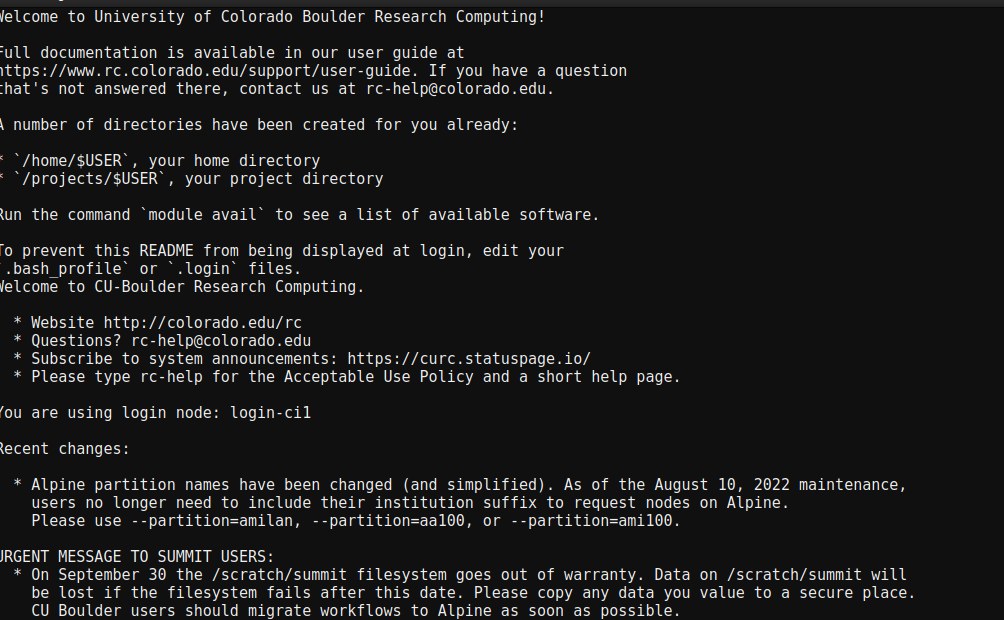 Welcome to University of Colorado Boulder Research Computing!
Full documentation is available in our user guide at
https://www.rc.colorado.edu/support/user-guide. If you have a question
that's not answered there, contact us at rc-help@colorado.edu.
A number of directories have been created for you already:
* `/home/$USER`, your home directory
* `/projects/$USER`, your project directory
Run the command `module avail` to see a list of available software.
To prevent this README from being displayed at login, edit your
`.bash_profile` or `.login` files.
Welcome to CU-Boulder Research Computing.
* Website http://colorado.edu/rc
* Questions? rc-help@colorado.edu
* Subscribe to system announcements: https://curc.statuspage.io/
* Please type rc-help for the Acceptable Use Policy and a short help page.
You are using login node: login-ci1
Recent changes:
* Alpine partition names have been changed (and simplified). As of the August 10, 2022 maintenance,
users no longer need to include their institution suffix to request nodes on Alpine.
Please use --partition=amilan, --partition=aa100, or --partition=ami100.
URGENT MESSAGE TO SUMMIT USERS:
* On September 30 the /scratch/summit filesystem goes out of warranty. Data on /scratch/summit will
be lost if the filesystem fails after this date. Please copy any data you value to a secure place.
CU Boulder users should migrate workflows to Alpine as soon as possible.